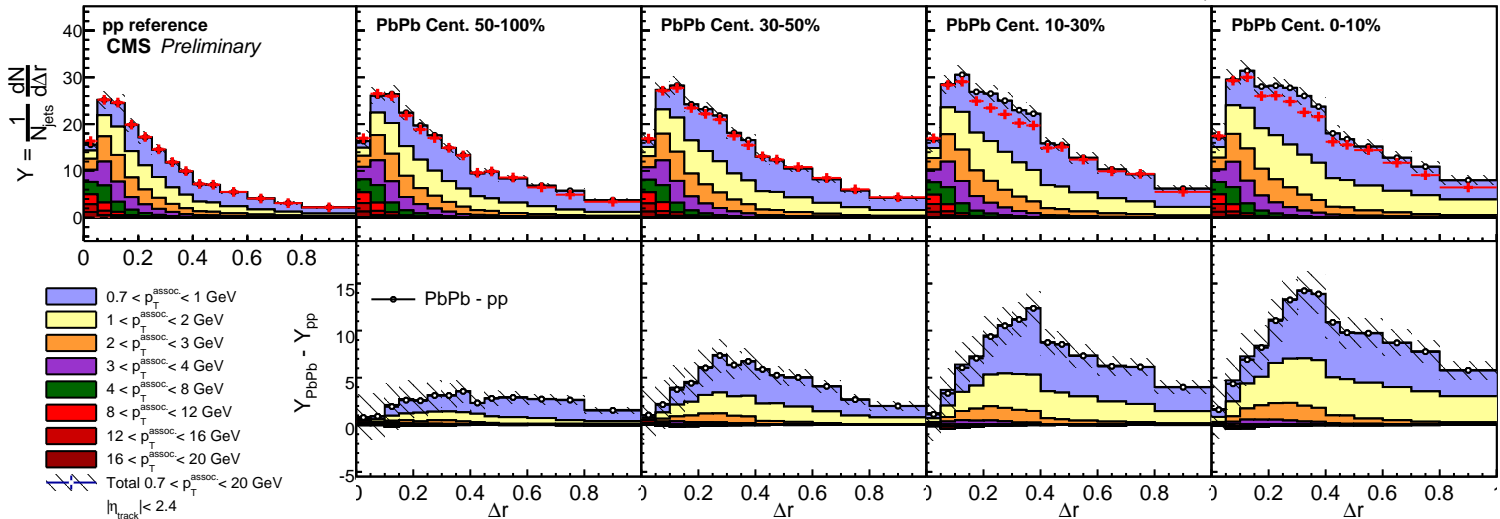 pp reference
CMS Preliminary
PbPb Cent. 50-100%
PbPb Cent. 30-50%
PbPb Cent. 10-30%
PbPb Cent. 0-10%
Y = 1/N_jets dN/dΔr
40
30
20
10
0
0 0.2 0.4 0.6 0.8
0.7 < p_T^assoc. < 1 GeV
1 < p_T^assoc. < 2 GeV
2 < p_T^assoc. < 3 GeV
3 < p_T^assoc. < 4 GeV
4 < p_T^assoc. < 8 GeV
8 < p_T^assoc. < 12 GeV
12 < p_T^assoc. < 16 GeV
16 < p_T^assoc. < 20 GeV
Total 0.7 < p_T^assoc. < 20 GeV
|η_track| < 2.4
PbPb - pp
Y_PbPb - Y_pp
15
10
5
0
-5
0 0.2 0.4 0.6 0.8
0 0.2 0.4 0.6 0.8
0 0.2 0.4 0.6 0.8
0 0.2 0.4 0.6 0.8 1
Δr
Δr
Δr
Δr